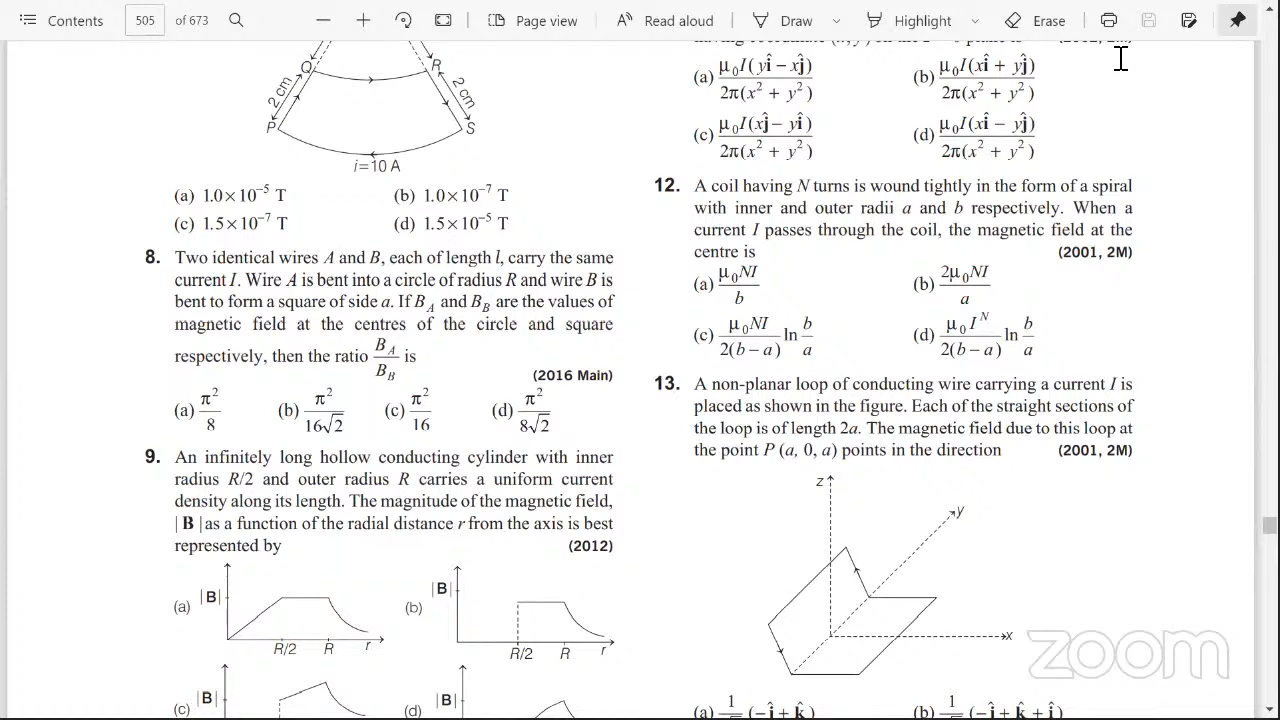 Contents 505 of 673 Page view Read aloud Draw Highlight Erase
Q R
2 cm 2 cm
P S
i=10 A
(a) 1.0×10⁻⁵ T (b) 1.0×10⁻⁷ T
(c) 1.5×10⁻⁷ T (d) 1.5×10⁻⁵ T
8. Two identical wires A and B, each of length l, carry the same
current I. Wire A is bent into a circle of radius R and wire B is
bent to form a square of side a. If B_A and B_B are the values of
magnetic field at the centres of the circle and square
respectively, then the ratio B_A/B_B is
(2016 Main)
(a) π²/8 (b) π²/16√2 (c) π²/16 (d) π²/8√2
9. An infinitely long hollow conducting cylinder with inner
radius R/2 and outer radius R carries a uniform current
density along its length. The magnitude of the magnetic field,
|B| as a function of the radial distance r from the axis is best
represented by (2012)
(a) |B| R/2 R r (b) |B| R/2 R r
(c) |B| (d) |B|
(2002, 2M)
(a) μ₀I(yî − xĵ)/2π(x² + y²) (b) μ₀I(xî + yĵ)/2π(x² + y²)
(c) μ₀I(xĵ − yî)/2π(x² + y²) (d) μ₀I(xî − yĵ)/2π(x² + y²)
12. A coil having N turns is wound tightly in the form of a spiral
with inner and outer radii a and b respectively. When a
current I passes through the coil, the magnetic field at the
centre is (2001, 2M)
(a) μ₀NI/b (b) 2μ₀NI/a
(c) μ₀NI/2(b−a) ln b/a (d) μ₀I^N/2(b−a) ln b/a
13. A non-planar loop of conducting wire carrying a current I is
placed as shown in the figure. Each of the straight sections of
the loop is of length 2a. The magnetic field due to this loop at
the point P (a, 0, a) points in the direction (2001, 2M)
z
y
x
zoom
(a) (−ĵ + k̂) (b) (−ĵ + k̂ + î)